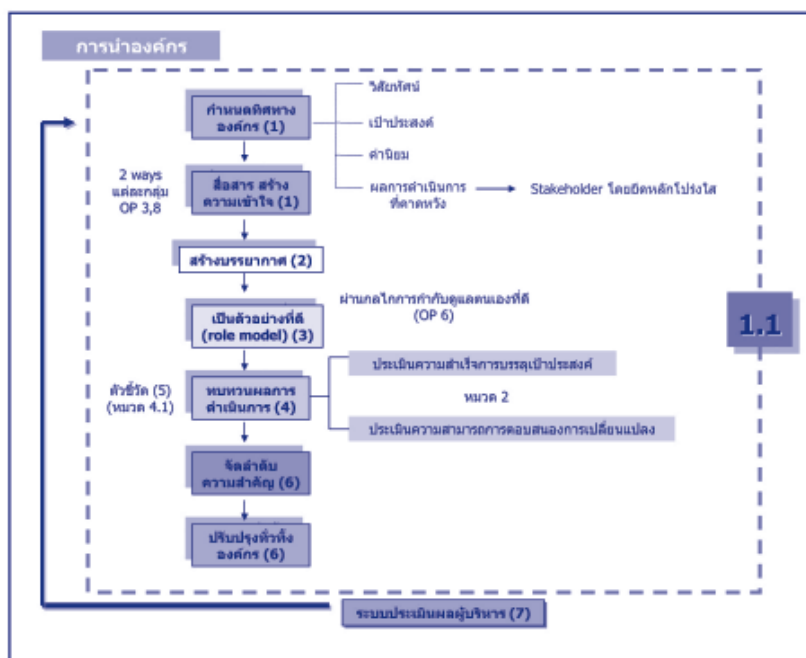 การนำองค์กร
กำหนดทิศทาง
องค์กร (1)
วิสัยทัศน์
เป้าประสงค์
ค่านิยม
ผลการดำเนินการ
ที่คาดหวัง
Stakeholder โดยยึดหลักโปร่งใส
2 ways
แต่ละกลุ่ม
OP 3,8
สื่อสาร สร้าง
ความเข้าใจ (1)
สร้างบรรยากาศ (2)
เป็นตัวอย่างที่ดี
(role model) (3)
ผ่านกลไกการกำกับดูแลตนเองที่ดี
(OP 6)
1.1
ตัวชี้วัด (5)
(หมวด 4.1)
ทบทวนผลการ
ดำเนินการ (4)
ประเมินความสำเร็จการบรรลุเป้าประสงค์
หมวด 2
ประเมินความสามารถการตอบสนองการเปลี่ยนแปลง
จัดลำดับ
ความสำคัญ (6)
ปรับปรุงทั่วทั้ง
องค์กร (6)
ระบบประเมินผลผู้บริหาร (7)